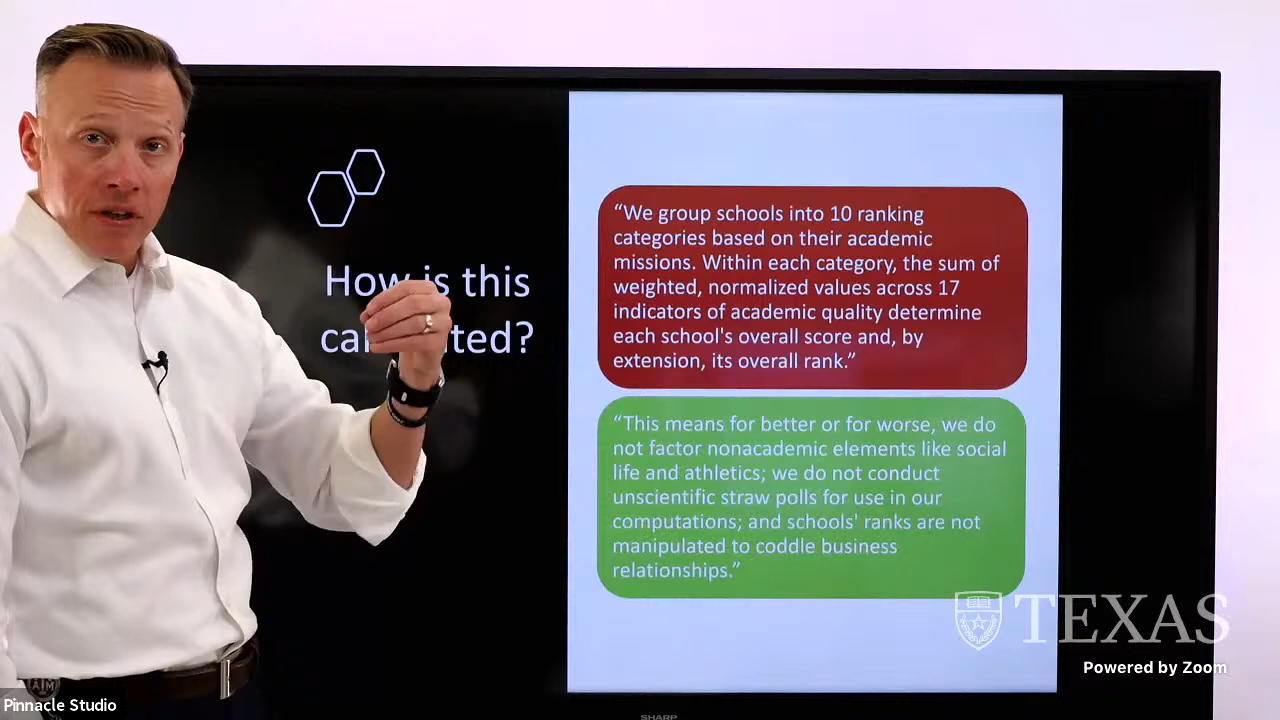 How is this
ted?
“We group schools into 10 ranking
categories based on their academic
missions. Within each category, the sum of
weighted, normalized values across 17
indicators of academic quality determine
each school's overall score and, by
extension, its overall rank.”
“This means for better or for worse, we do
not factor nonacademic elements like social
life and athletics; we do not conduct
unscientific straw polls for use in our
computations; and schools' ranks are not
manipulated to coddle business
relationships.”
TEXAS
Powered by Zoom
Pinnacle Studio
SHARP